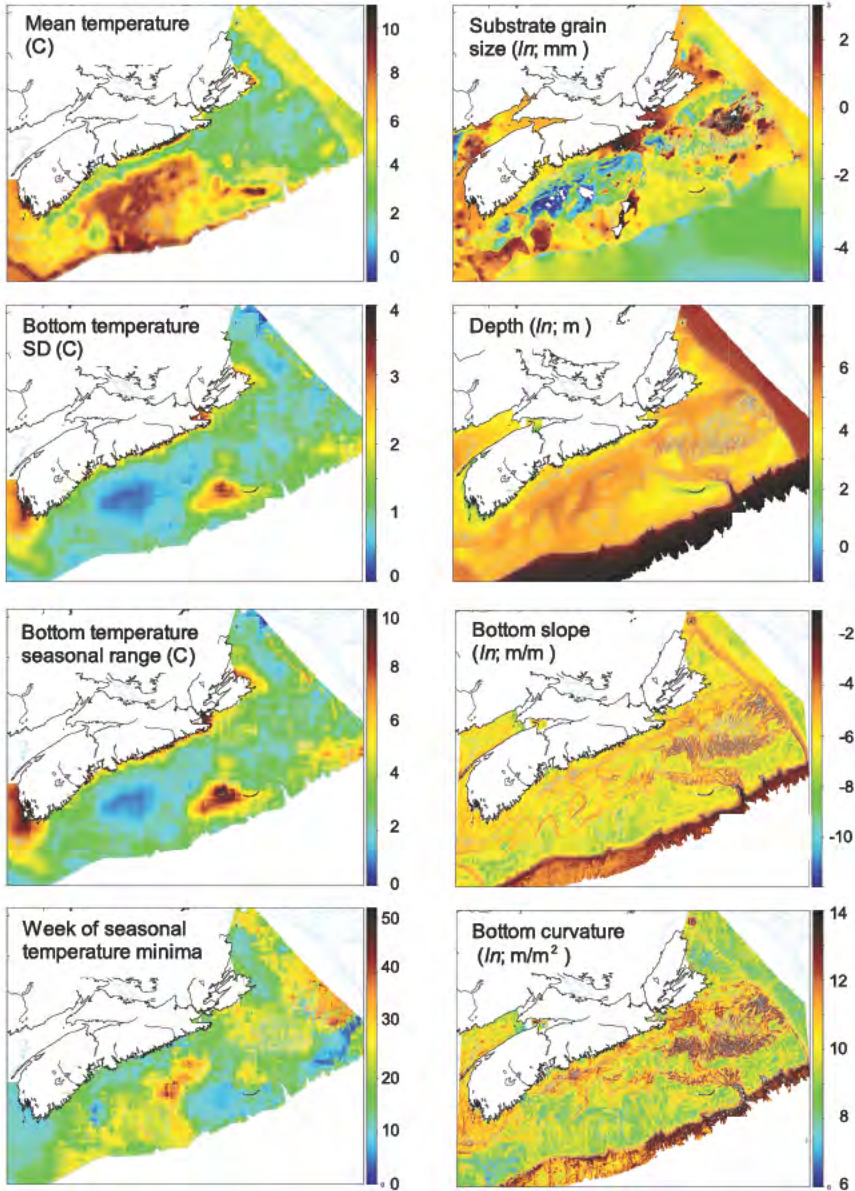 Mean temperature
(C)
10
8
6
4
2
0
Substrate grain
size (ln; mm )
2
0
-2
-4
Bottom temperature
SD (C)
4
3
2
1
0
Depth (ln; m )
6
4
2
0
Bottom temperature
seasonal range (C)
10
8
6
4
2
0
Bottom slope
(ln; m/m)
-2
-4
-6
-8
-10
Week of seasonal
temperature minima
50
40
30
20
10
0
Bottom curvature
(ln; m/m²)
14
12
11
10
8
6